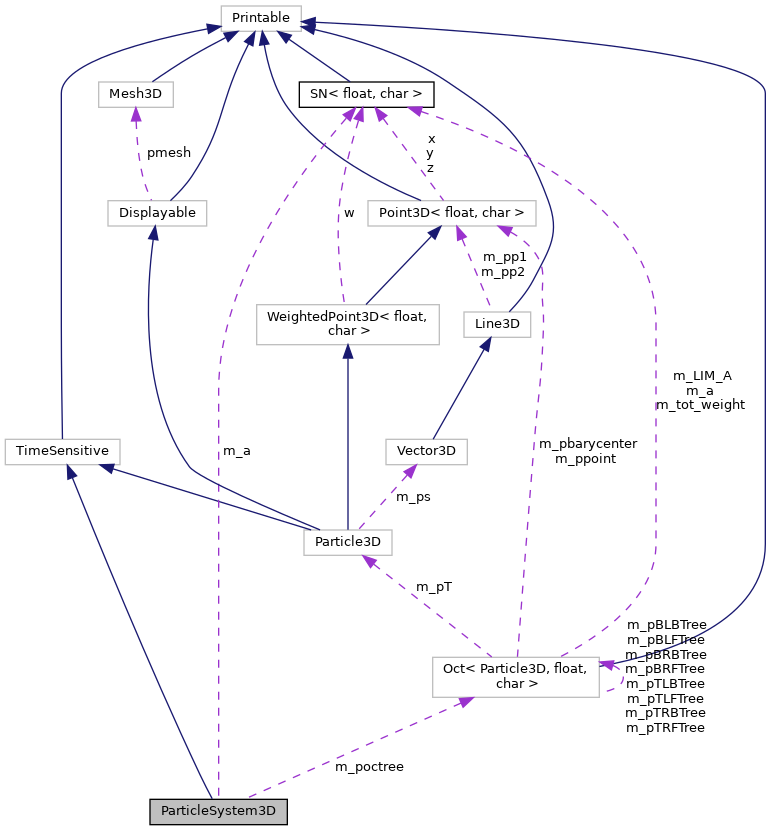 Printable
Mesh3D
SN< float, char >
pmesh
x
y
z
Displayable
w
Point3D< float, char >
m_pp1
m_pp2
WeightedPoint3D< float,
char >
Line3D
m_LIM_A
m_a
m_tot_weight
TimeSensitive
m_a
Vector3D
m_pbarycenter
m_ppoint
m_ps
Particle3D
m_pT
m_pBLBTree
m_pBLFTree
m_pBRBTree
m_pBRFTree
m_pTLBTree
m_pTLFTree
m_pTRBTree
m_pTRFTree
Oct< Particle3D, float,
char >
m_poctree
ParticleSystem3D